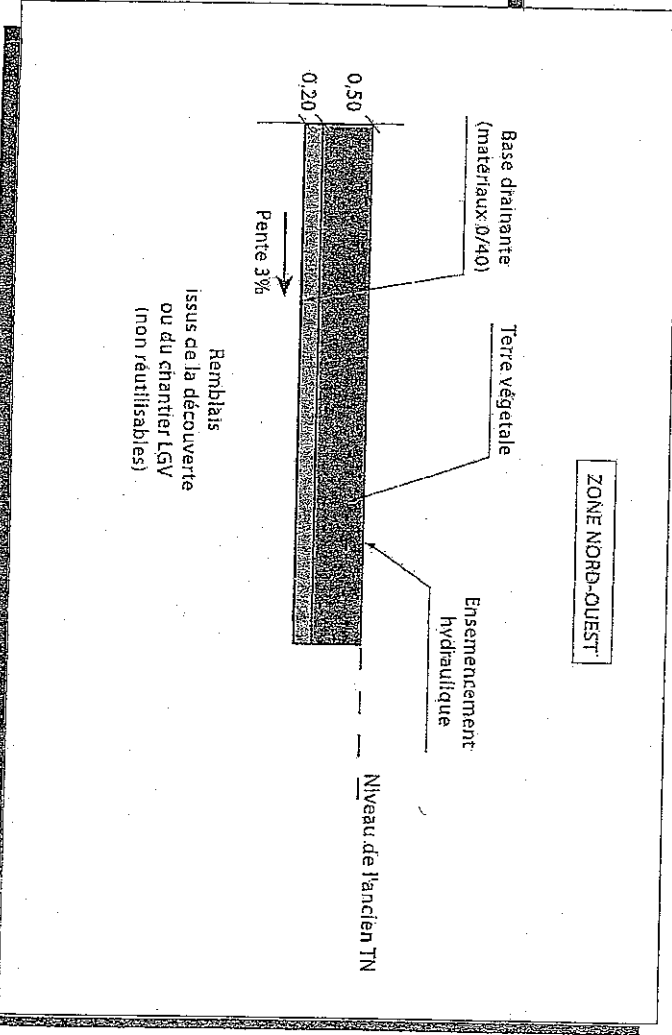 ZONE NORD-OUEST
Ensemencement
hydraulique
Terre végetale
Base drainante
(matériaux 0/40)
Niveau de l'ancien TN
0,50
0,20
Pente 3%
Remblais
issus de la découverte
ou du chantier LGV
(non réutilisables)